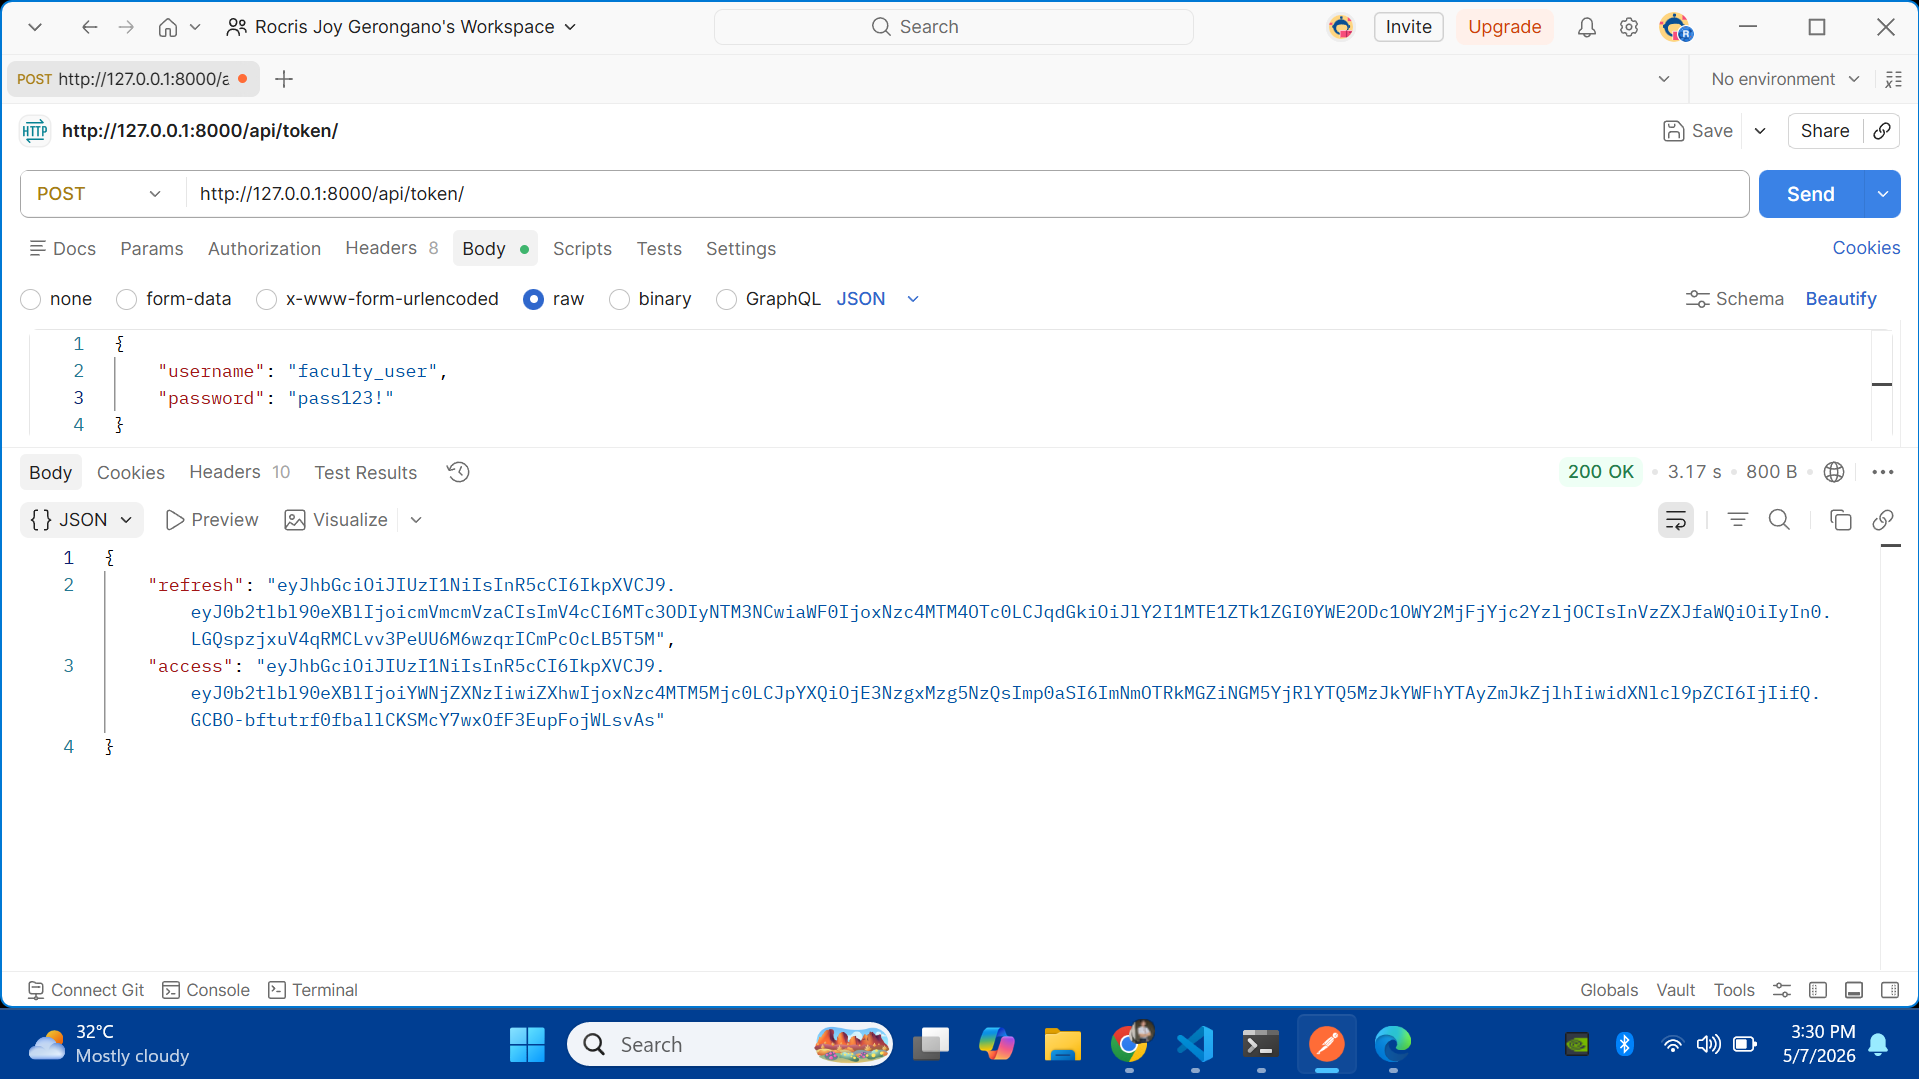 Rocris Joy Gerongano's Workspace
Search
Invite
Upgrade
R
POST http://127.0.0.1:8000/a
No environment
HTTP http://127.0.0.1:8000/api/token/
Save
Share
POST
http://127.0.0.1:8000/api/token/
Send
Docs
Params
Authorization
Headers 8
Body
Scripts
Tests
Settings
Cookies
none
form-data
x-www-form-urlencoded
raw
binary
GraphQL
JSON
Schema
Beautify
1 {
2 "username": "faculty_user",
3 "password": "pass123!"
4 }
Body
Cookies
Headers 10
Test Results
200 OK
3.17 s
800 B
{} JSON
Preview
Visualize
1 {
2 "refresh": "eyJhbGciOiJIUzI1NiIsInR5cCI6IkpXVCJ9.
eyJ0b2tlbl90eXBlIjoicmVmcmVzaCIsImV4cCI6MTc3ODIyNTM3NCwiaWF0IjoxNzc4MTM4OTc0LCJqdGkiOiJlY2I1MTE1ZTk1ZGI0YWE2ODc1OWY2MjFjYjc2YzljOCIsInVzZXJfaWQiOiIyIn0.
LGQspzjxuV4qRMCLvv3PeUU6M6wzqrICmPcOcLB5T5M",
3 "access": "eyJhbGciOiJIUzI1NiIsInR5cCI6IkpXVCJ9.
eyJ0b2tlbl90eXBlIjoiYWNjZXNzIiwiZXhwIjoxNzc4MTM5Mjc0LCJpYXQiOjE3NzgxMzg5NzQsImp0aSI6ImNmOTRkMGZiNGM5YjRlYTQ5MzJkYWFhYTAyZmJkZjlhIiwidXNlcl9pZCI6IjIifQ.
GCBO-bftutrf0fballCKSMcY7wxOfF3EupFojWLsvAs"
4 }
Connect Git
Console
Terminal
Globals
Vault
Tools
32°C
Mostly cloudy
Search
3:30 PM
5/7/2026